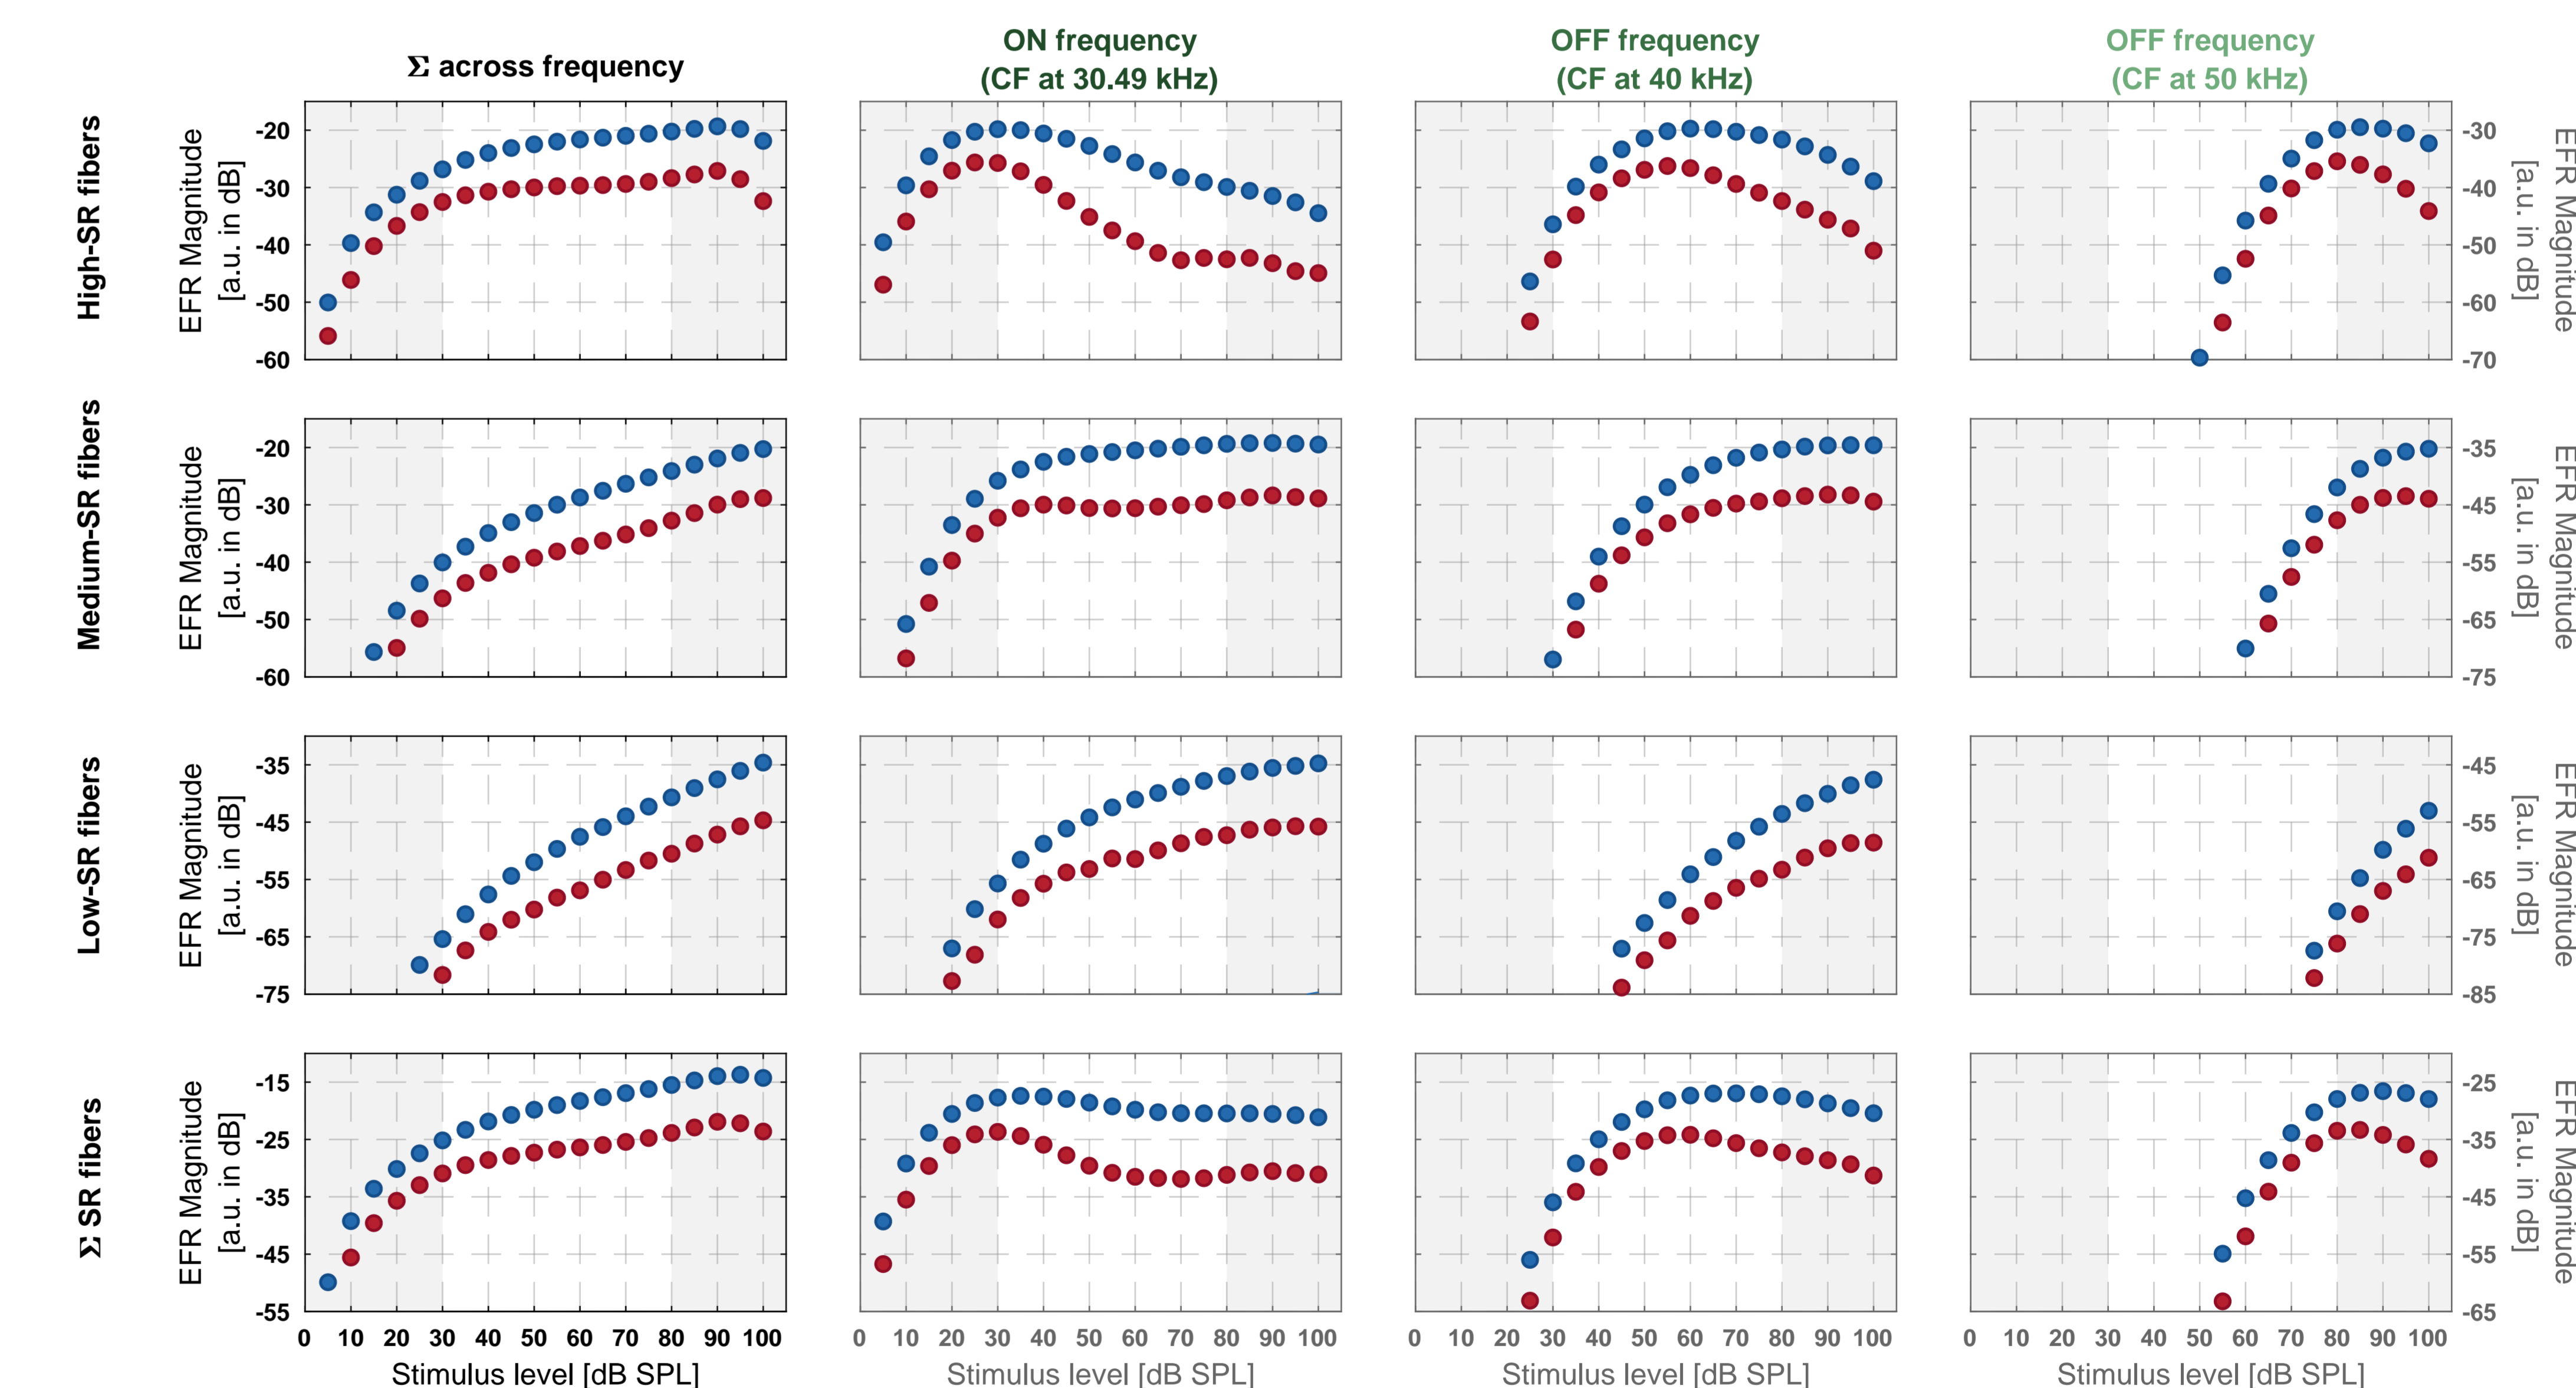 Σ across frequency
ON frequency
(CF at 30.49 kHz)
OFF frequency
(CF at 40 kHz)
OFF frequency
(CF at 50 kHz)
High-SR fibers
EFR Magnitude
[a.u. in dB]
-20
-30
-40
-50
-60
-30
-40
-50
-60
-70
EFR Magnitude
[a.u. in dB]
Medium-SR fibers
EFR Magnitude
[a.u. in dB]
-20
-30
-40
-50
-60
-35
-45
-55
-65
-75
EFR Magnitude
[a.u. in dB]
Low-SR fibers
EFR Magnitude
[a.u. in dB]
-35
-45
-55
-65
-75
-45
-55
-65
-75
-85
EFR Magnitude
[a.u. in dB]
Σ SR fibers
EFR Magnitude
[a.u. in dB]
-15
-25
-35
-45
-55
-25
-35
-45
-55
-65
EFR Magnitude
[a.u. in dB]
0 10 20 30 40 50 60 70 80 90 100
0 10 20 30 40 50 60 70 80 90 100
0 10 20 30 40 50 60 70 80 90 100
0 10 20 30 40 50 60 70 80 90 100
Stimulus level [dB SPL]
Stimulus level [dB SPL]
Stimulus level [dB SPL]
Stimulus level [dB SPL]